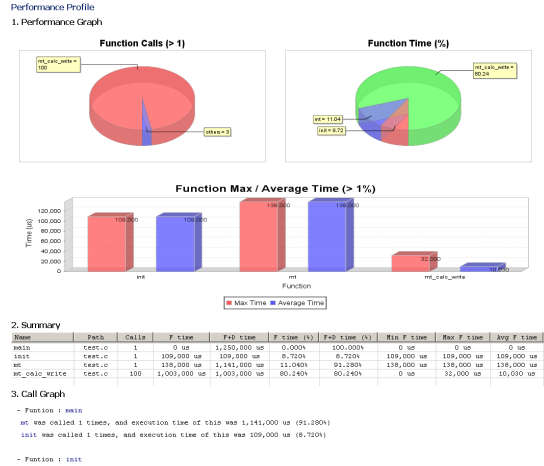 Performance Profile
1. Performance Graph
Function Calls (> 1)
mt_calc_write =
100
others = 3
Function Time (%)
mt_calc_write =
80.24
mt = 11.04
init = 8.72
Function Max / Average Time (> 1%)
Time (us)
120,000
100,000
80,000
60,000
40,000
20,000
0
109,000
109,000
138,000
138,000
32,000
10,030
init
mt
mt_calc_write
Function
Max Time
Average Time
2. Summary
Name Path Calls F time F+D time F time (%) F+D time (%) Min F time Max F time Avg F time
main test.c 1 0 us 1,250,000 us 0.000% 100.000% 0 us 0 us 0 us
init test.c 1 109,000 us 109,000 us 8.720% 8.720% 109,000 us 109,000 us 109,000 us
mt test.c 1 138,000 us 1,141,000 us 11.040% 91.280% 138,000 us 138,000 us 138,000 us
mt_calc_write test.c 100 1,003,000 us 1,003,000 us 80.240% 80.240% 0 us 32,000 us 10,030 us
3. Call Graph
- Funtion : main
mt was called 1 times, and execution time of this was 1,141,000 us (91.280%)
init was called 1 times, and execution time of this was 109,000 us (8.720%)
- Funtion : init